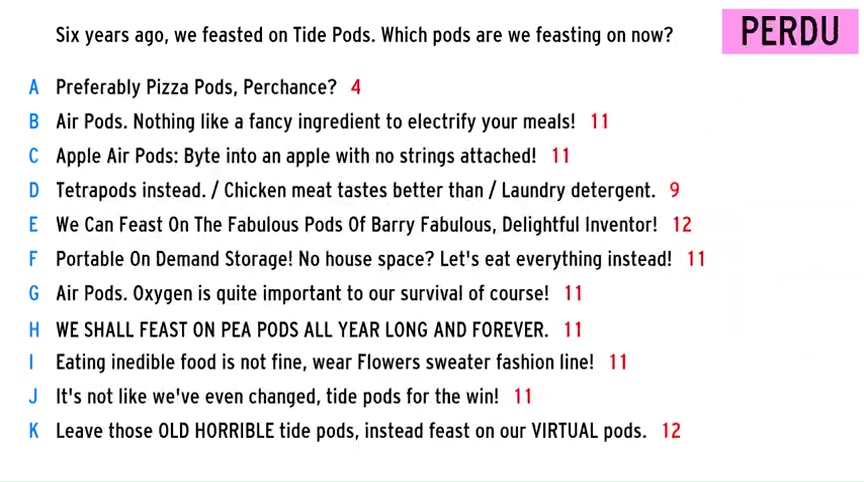 Six years ago, we feasted on Tide Pods. Which pods are we feasting on now?
PERDU
A Preferably Pizza Pods, Perchance? 4
B Air Pods. Nothing like a fancy ingredient to electrify your meals! 11
C Apple Air Pods: Byte into an apple with no strings attached! 11
D Tetrapods instead. / Chicken meat tastes better than / Laundry detergent. 9
E We Can Feast On The Fabulous Pods Of Barry Fabulous, Delightful Inventor! 12
F Portable On Demand Storage! No house space? Let's eat everything instead! 11
G Air Pods. Oxygen is quite important to our survival of course! 11
H WE SHALL FEAST ON PEA PODS ALL YEAR LONG AND FOREVER. 11
I Eating inedible food is not fine, wear Flowers sweater fashion line! 11
J It's not like we've even changed, tide pods for the win! 11
K Leave those OLD HORRIBLE tide pods, instead feast on our VIRTUAL pods. 12